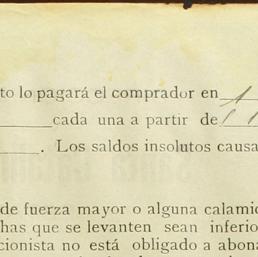 to lo pagará el comprador en
cada una a partir de
. Los saldos insolutos causa
de fuerza mayor o alguna calamid
has que se levanten sean inferio
cionista no está obligado a abona